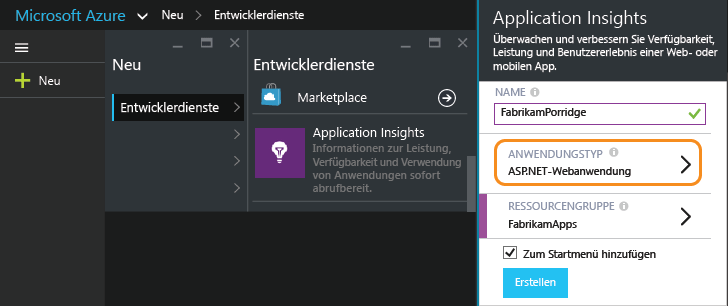 Microsoft Azure Neu Entwicklerdienste
Neu
Neu
Entwicklerdienste
Entwicklerdienste
Marketplace
Application Insights
Informationen zur Leistung,
Verfügbarkeit und Verwendung
von Anwendungen sofort
abrufbereit.
Application Insights
Überwachen und verbessern Sie Verfügbarkeit,
Leistung und Benutzererlebnis einer Web- oder
mobilen App.
NAME
FabrikamPorridge
ANWENDUNGSTYP
ASP.NET-Webanwendung
RESSOURCENGRUPPE
FabrikamApps
Zum Startmenü hinzufügen
Erstellen